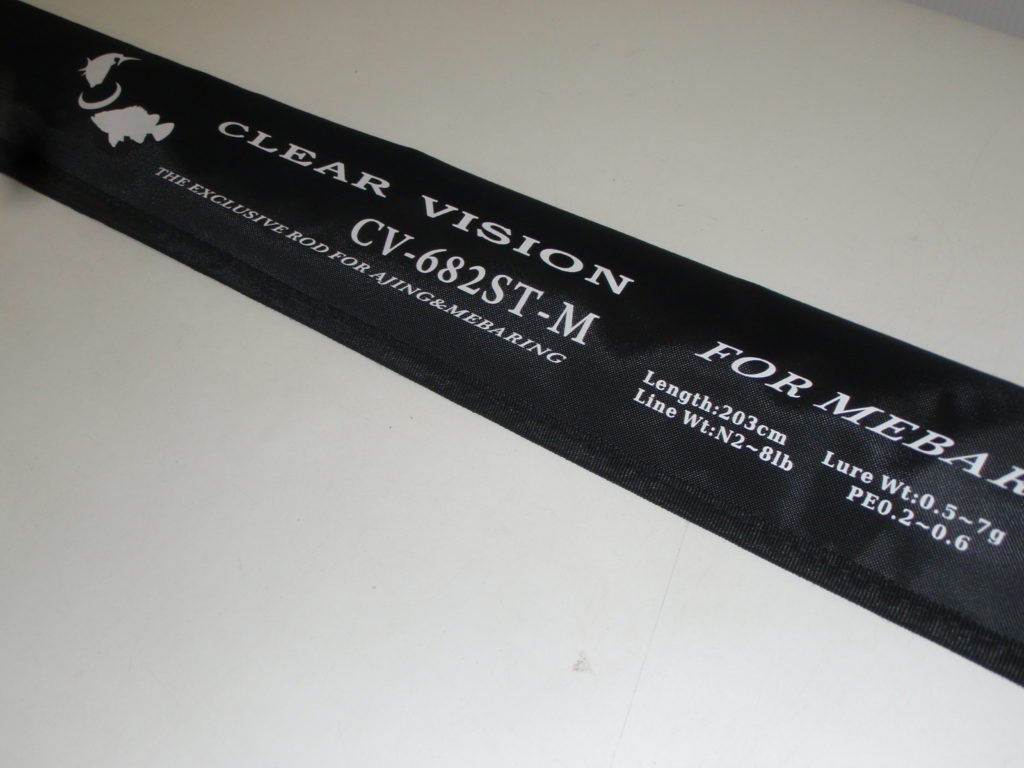 CLEAR VISION
CV-682ST-M
THE EXCLUSIVE ROD FOR AJING&MEBARING
FOR MEBAR
Length:203cm Lure Wt:0.5~7g
Line Wt:N2~8lb PE0.2~0.6